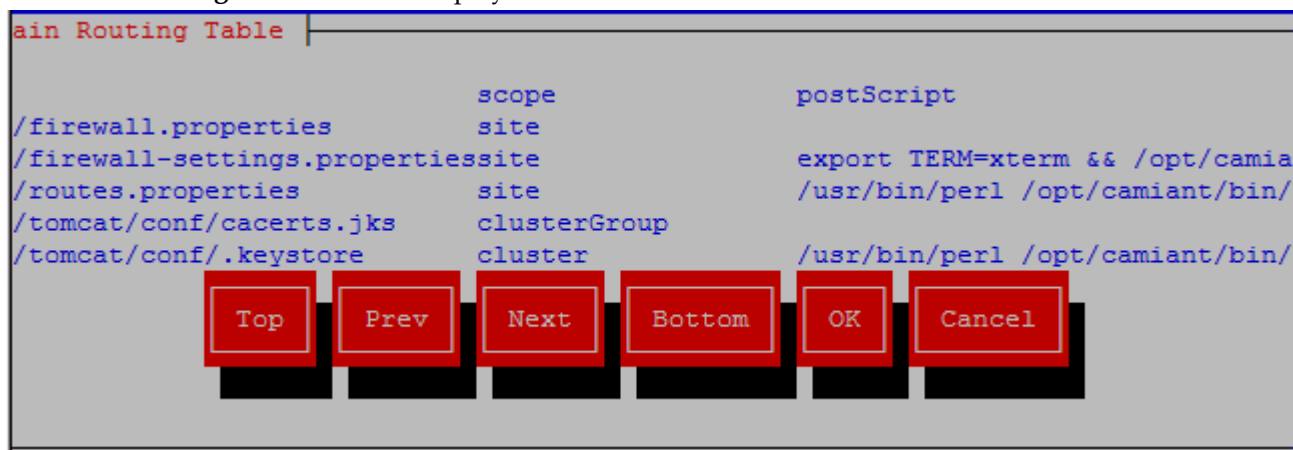 ain Routing Table
scope postScript
/firewall.properties site
/firewall-settings.propertiessite export TERM=xterm && /opt/camia
/routes.properties site /usr/bin/perl /opt/camiant/bin/
/tomcat/conf/cacerts.jks clusterGroup
/tomcat/conf/.keystore cluster /usr/bin/perl /opt/camiant/bin/
Top Prev Next Bottom OK Cancel